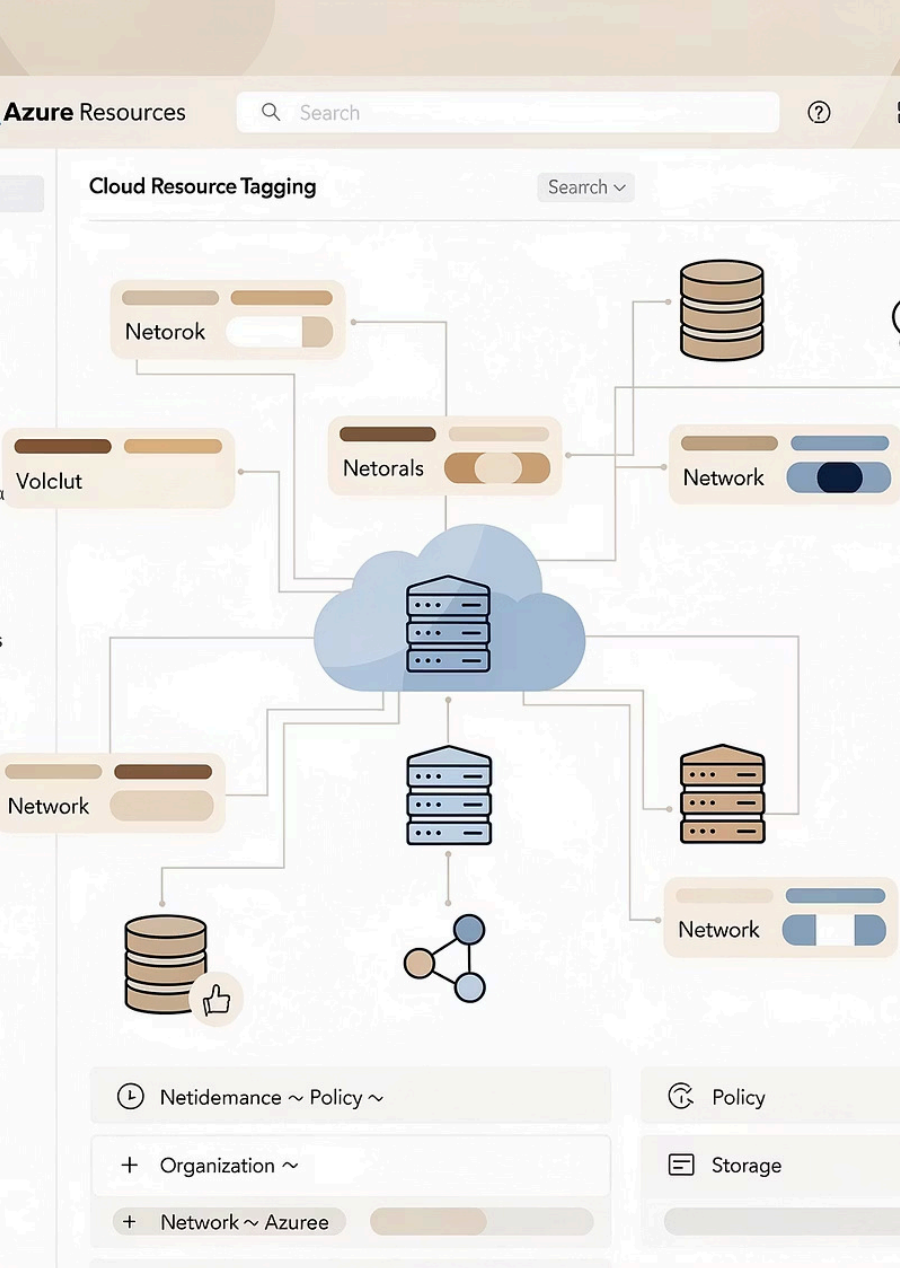 Azure Resources
Search
Cloud Resource Tagging
Searrch
Netorok
Netorals
Volclut
Network
Network
Network
Netidemance ~ Policy ~
Policy
Organization ~
Storage
Network ~ Azuree